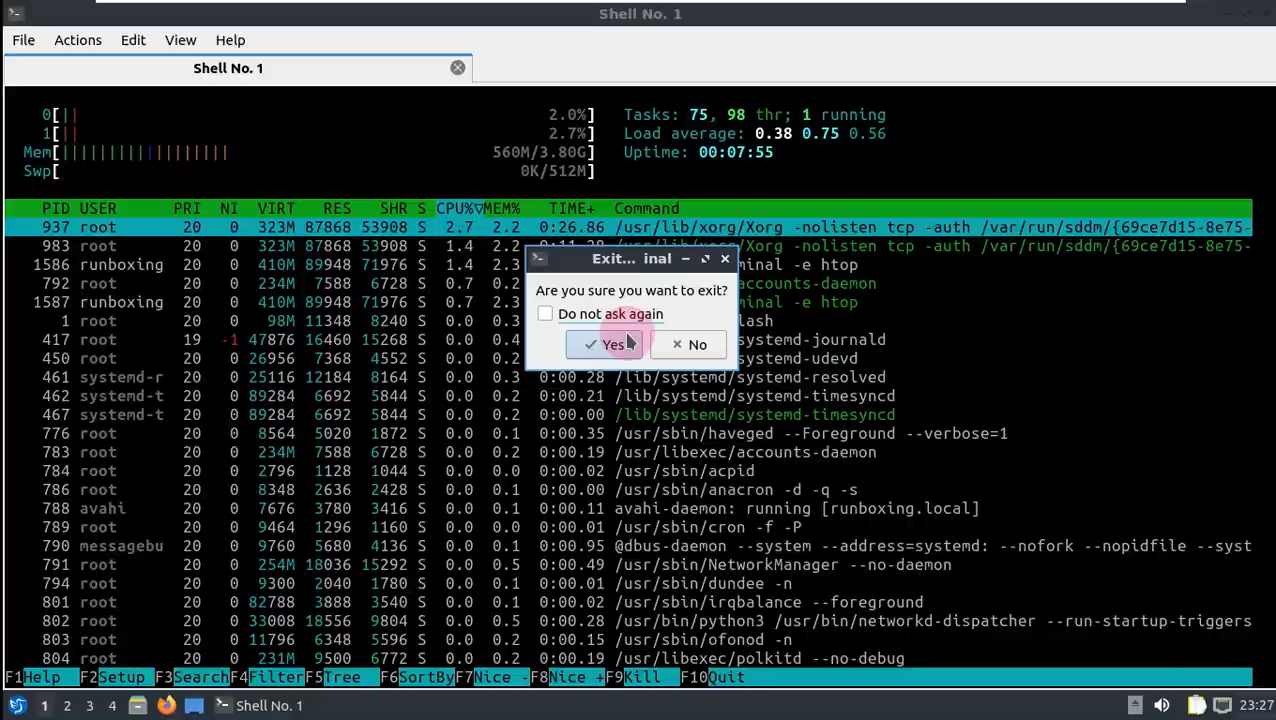 Shell No. 1
File Actions Edit View Help
Shell No. 1
0[|| 2.0%] Tasks: 75, 98 thr; 1 running
1[|| 2.7%] Load average: 0.38 0.75 0.56
Mem[|||||||||||||||||| 560M/3.80G] Uptime: 00:07:55
Swp[ 0K/512M]
PID USER PRI NI VIRT RES SHR S CPU%▽MEM% TIME+ Command
937 root 20 0 323M 87868 53908 S 2.7 2.2 0:26.86 /usr/lib/xorg/Xorg -nolisten tcp -auth /var/run/sddm/{69ce7d15-8e75-
983 root 20 0 323M 87868 53908 S 1.4 2.2 /usr/lib/xorg/Xorg -nolisten tcp -auth /var/run/sddm/{69ce7d15-8e75-
1586 runboxing 20 0 410M 89948 71976 S 1.4 2.3 minal -e htop
792 root 20 0 234M 7588 6728 S 0.7 0.2 accounts-daemon
1587 runboxing 20 0 410M 89948 71976 S 0.7 2.3 minal -e htop
1 root 20 0 98M 11348 8240 S 0.0 0.3 lash
417 root 19 -1 47876 16460 15268 S 0.0 0.4 systemd-journald
450 root 20 0 26956 7368 4552 S 0.0 0.2 systemd-udevd
461 systemd-r 20 0 25116 12184 8164 S 0.0 0.3 0:00.28 /lib/systemd/systemd-resolved
462 systemd-t 20 0 89284 6692 5844 S 0.0 0.2 0:00.21 /lib/systemd/systemd-timesyncd
467 systemd-t 20 0 89284 6692 5844 S 0.0 0.2 0:00.00 /lib/systemd/systemd-timesyncd
776 root 20 0 8564 5020 1872 S 0.0 0.1 0:00.35 /usr/sbin/haveged --Foreground --verbose=1
783 root 20 0 234M 7588 6728 S 0.0 0.2 0:00.19 /usr/libexec/accounts-daemon
784 root 20 0 2796 1128 1044 S 0.0 0.0 0:00.02 /usr/sbin/acpid
786 root 20 0 8348 2636 2428 S 0.0 0.1 0:00.00 /usr/sbin/anacron -d -q -s
788 avahi 20 0 7676 3780 3416 S 0.0 0.1 0:00.11 avahi-daemon: running [runboxing.local]
789 root 20 0 9464 1296 1160 S 0.0 0.0 0:00.01 /usr/sbin/cron -f -P
790 messagebu 20 0 9760 5680 4136 S 0.0 0.1 0:00.95 @dbus-daemon --system --address=systemd: --nofork --nopidfile --syst
791 root 20 0 254M 18036 15292 S 0.0 0.5 0:00.47 /usr/sbin/NetworkManager --no-daemon
794 root 20 0 9300 2040 1780 S 0.0 0.1 0:00.01 /usr/sbin/dundee -n
801 root 20 0 82788 3888 3540 S 0.0 0.1 0:00.02 /usr/sbin/irqbalance --foreground
802 root 20 0 33008 18556 9804 S 0.0 0.5 0:00.28 /usr/bin/python3 /usr/bin/networkd-dispatcher --run-startup-triggers
803 root 20 0 11796 6348 5596 S 0.0 0.2 0:00.15 /usr/sbin/ofonod -n
804 root 20 0 231M 9500 6772 S 0.0 0.2 0:00.19 /usr/libexec/polkitd --no-debug
F1Help F2Setup F3SearchF4FilterF5Tree F6SortByF7Nice -F8Nice +F9Kill F10Quit
Exit... inal
Are you sure you want to exit?
Do not ask again
Yes No
1 2 3 4 Shell No. 1 23:27